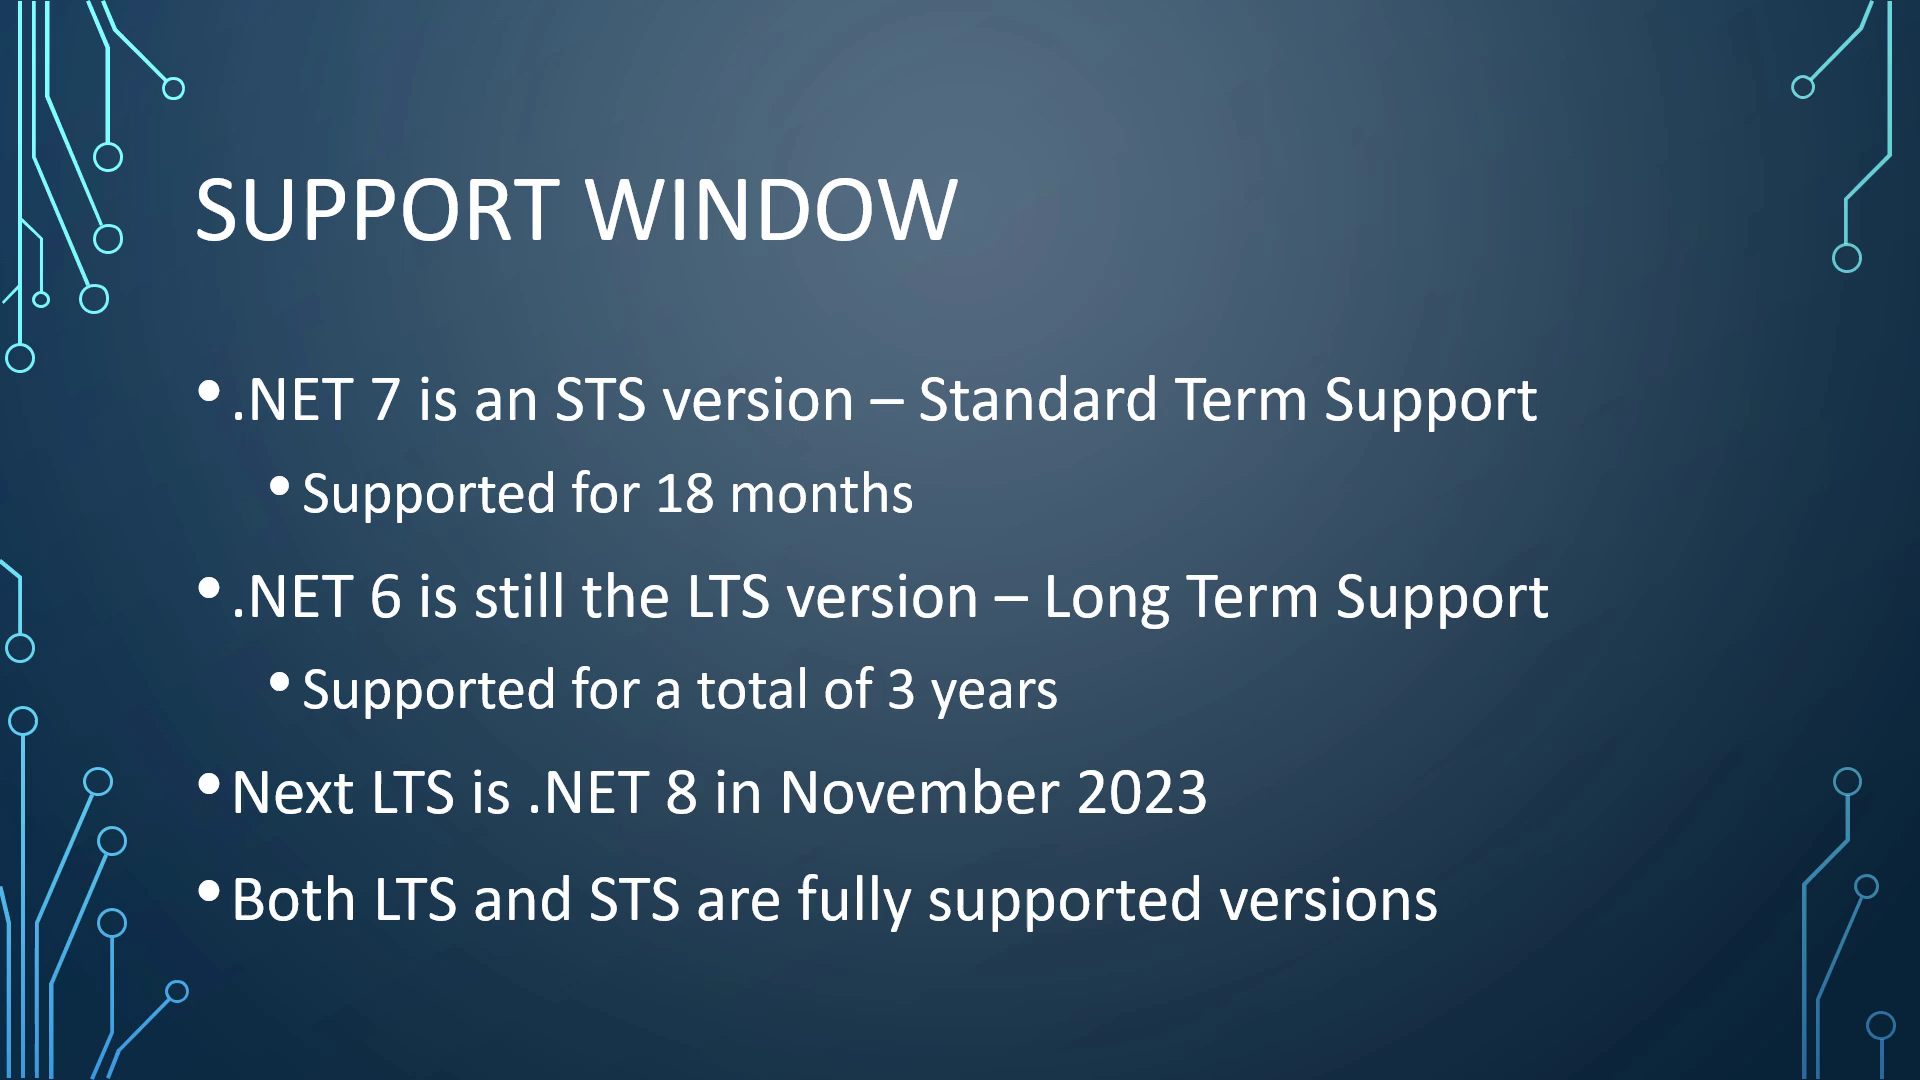 SUPPORT WINDOW
• .NET 7 is an STS version – Standard Term Support
• Supported for 18 months
• .NET 6 is still the LTS version – Long Term Support
• Supported for a total of 3 years
• Next LTS is .NET 8 in November 2023
• Both LTS and STS are fully supported versions